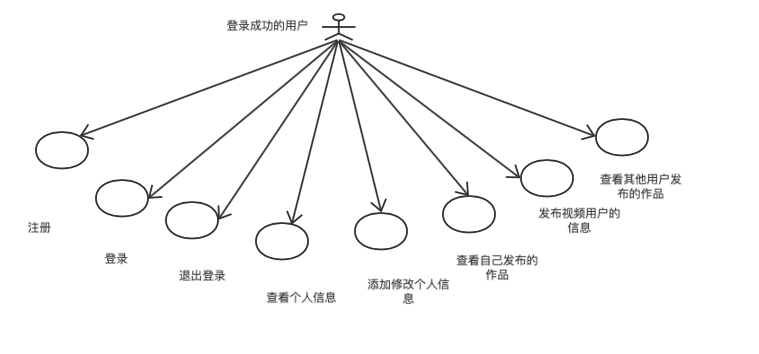 登录成功的用户
查看其他用户发
布的作品
发布视频用户的
信息
注册
登录
查看自己发布的
作品
退出登录
添加修改个人信
息
查看个人信息